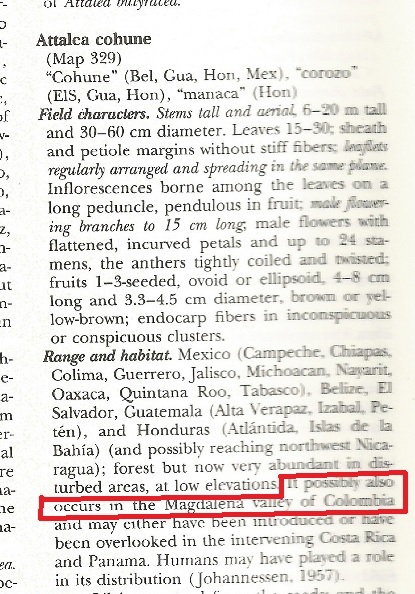 of Attalea butyracea.
Attalea cohune
(Map 329)
"Cohune" (Bel, Gua, Hon, Mex), "corozo"
(ElS, Gua, Hon), "manaca" (Hon)
Field characters. Stems tall and aerial, 6–20 m tall
and 30–60 cm diameter. Leaves 15–30; sheath
and petiole margins without stiff fibers; leaflets
regularly arranged and spreading in the same plane.
Inflorescences borne among the leaves on a
long peduncle, pendulous in fruit; male flower-
ing branches to 15 cm long; male flowers with
flattened, incurved petals and up to 24 sta-
mens, the anthers tightly coiled and twisted;
fruits 1–3-seeded, ovoid or ellipsoid, 4–8 cm
long and 3.3–4.5 cm diameter, brown or yel-
low-brown; endocarp fibers in inconspicuous
or conspicuous clusters.
Range and habitat. Mexico (Campeche, Chiapas,
Colima, Guerrero, Jalisco, Michoacan, Nayarit,
Oaxaca, Quintana Roo, Tabasco), Belize, El
Salvador, Guatemala (Alta Verapaz, Izabal, Pe-
tén), and Honduras (Atlántida, Islas de la
Bahía) (and possibly reaching northwest Nica-
ragua); forest but now very abundant in dis-
turbed areas, at low elevations. It possibly also
occurs in the Magdalena valley of Colombia
and may either have been introduced or have
been overlooked in the intervening Costa Rica
and Panama. Humans may have played a role
in its distribution (Johannessen, 1957).